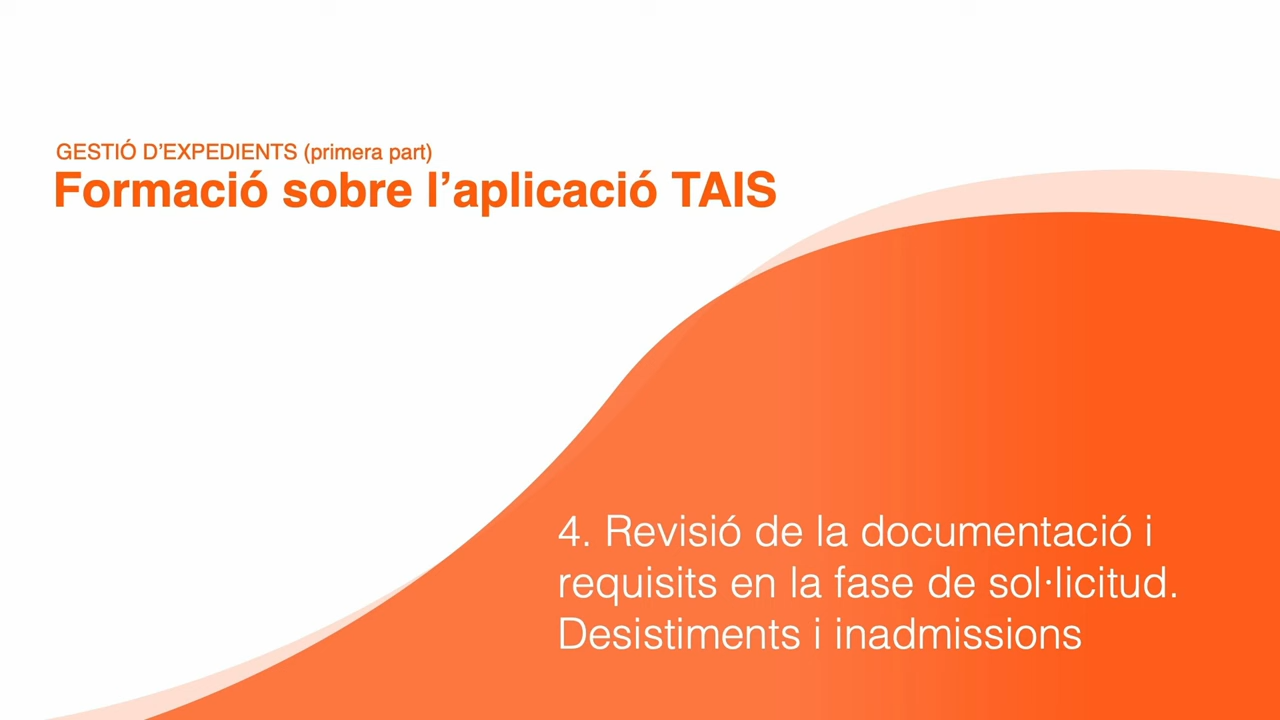 GESTIÓ D’EXPEDIENTS (primera part)
Formació sobre l’aplicació TAIS
4. Revisió de la documentació i
requisits en la fase de sol·licitud.
Desistiments i inadmissions